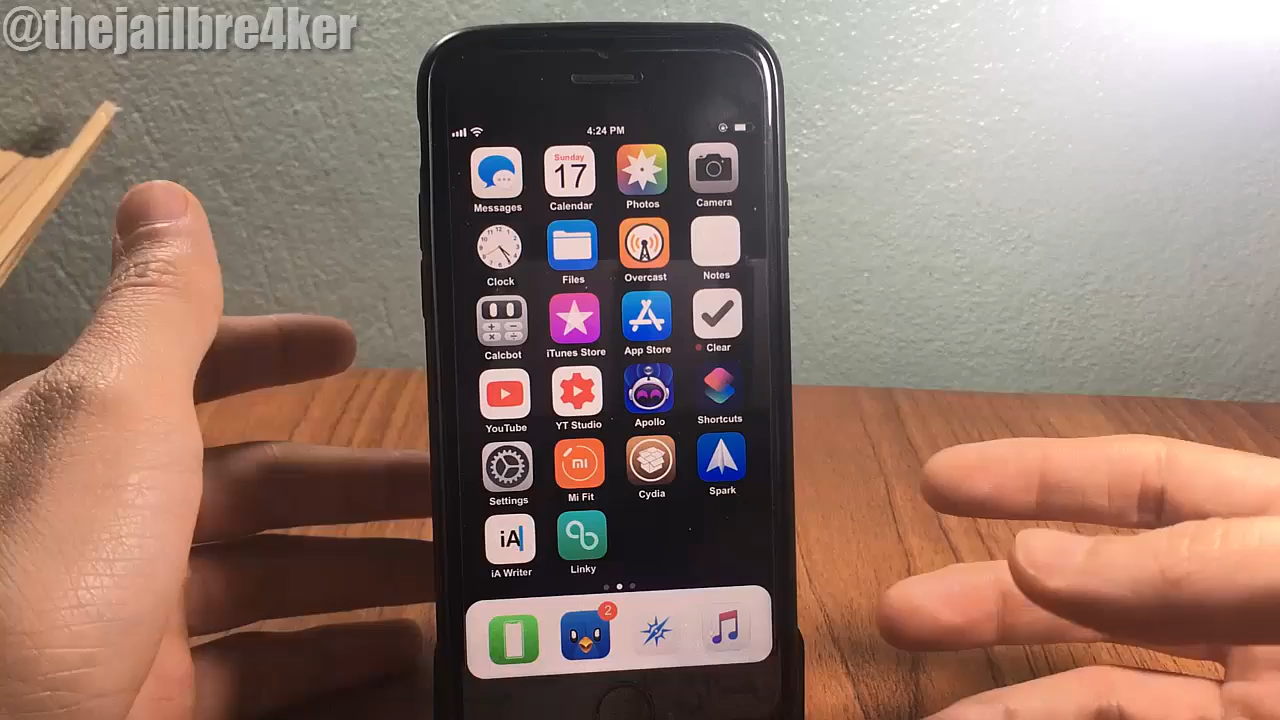 @thejailbre4ker
4:24 PM
Sunday
17
Messages Calendar Photos Camera
Clock Files Overcast Notes
Calcbot iTunes Store App Store Clear
YouTube YT Studio Apollo Shortcuts
Settings Mi Fit Cydia Spark
iA
iA Writer Linky
2